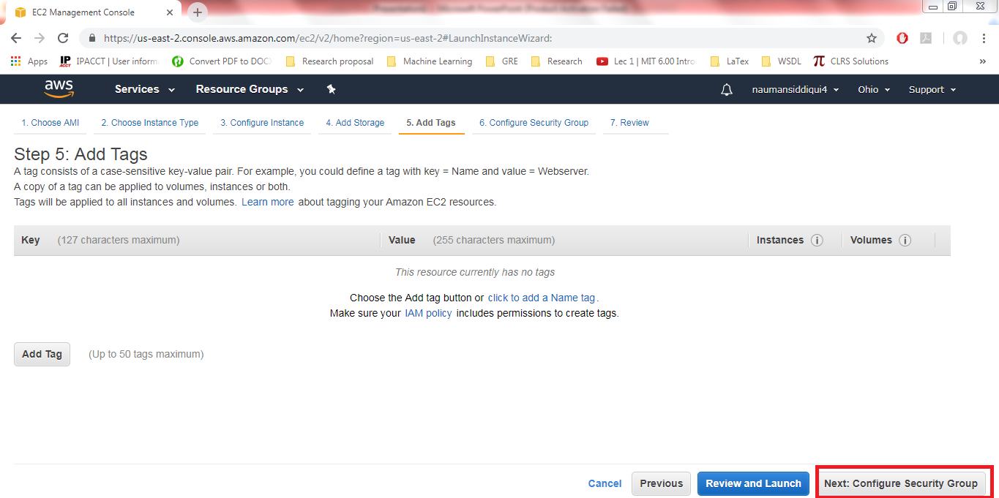 Presentation1 - Microsoft PowerPoint (Product Activation Failed)
EC2 Management Console
https://us-east-2.console.aws.amazon.com/ec2/v2/home?region=us-east-2#LaunchInstanceWizard:
Apps IPACCT IPACCT | User inform Convert PDF to DOC Research proposal Machine Learning GRE Research Lec 1 | MIT 6.00 Intro LaTex WSDL CLRS Solutions »
aws Services Resource Groups naumansiddiqui4 Ohio Support
1. Choose AMI 2. Choose Instance Type 3. Configure Instance 4. Add Storage 5. Add Tags 6. Configure Security Group 7. Review
Step 5: Add Tags
A tag consists of a case-sensitive key-value pair. For example, you could define a tag with key = Name and value = Webserver.
A copy of a tag can be applied to volumes, instances or both.
Tags will be applied to all instances and volumes. Learn more about tagging your Amazon EC2 resources.
Key (127 characters maximum) Value (255 characters maximum) Instances i Volumes i
This resource currently has no tags
Choose the Add tag button or click to add a Name tag.
Make sure your IAM policy includes permissions to create tags.
Add Tag (Up to 50 tags maximum)
Cancel Previous Review and Launch Next: Configure Security Group